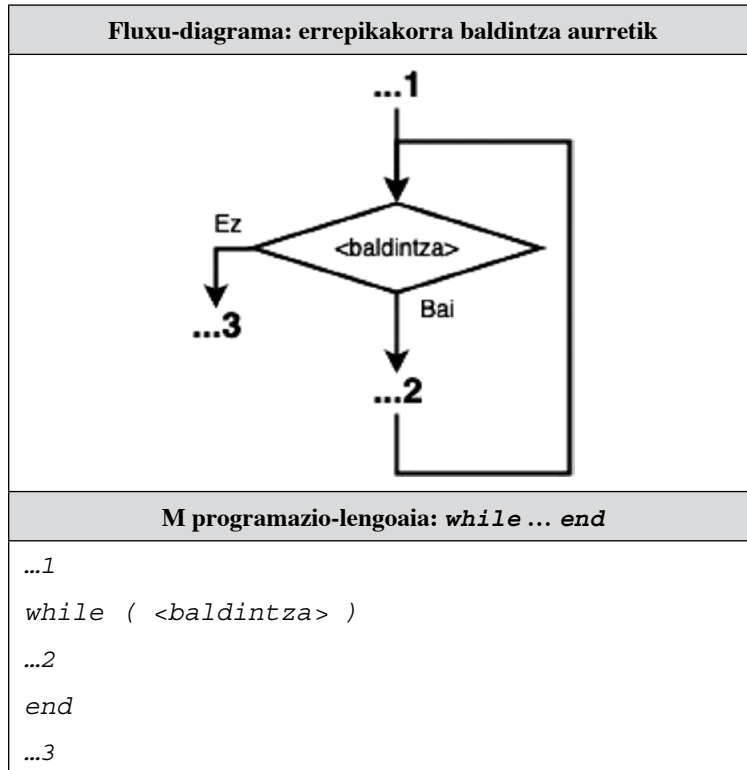 Fluxu-diagrama: errepikakorra baldintza aurretik
...1
Ez
<baldintza>
Bai
...3
...2
M programazio-lengoaia: while ... end
…1
while ( <baldintza> )
…2
end
…3